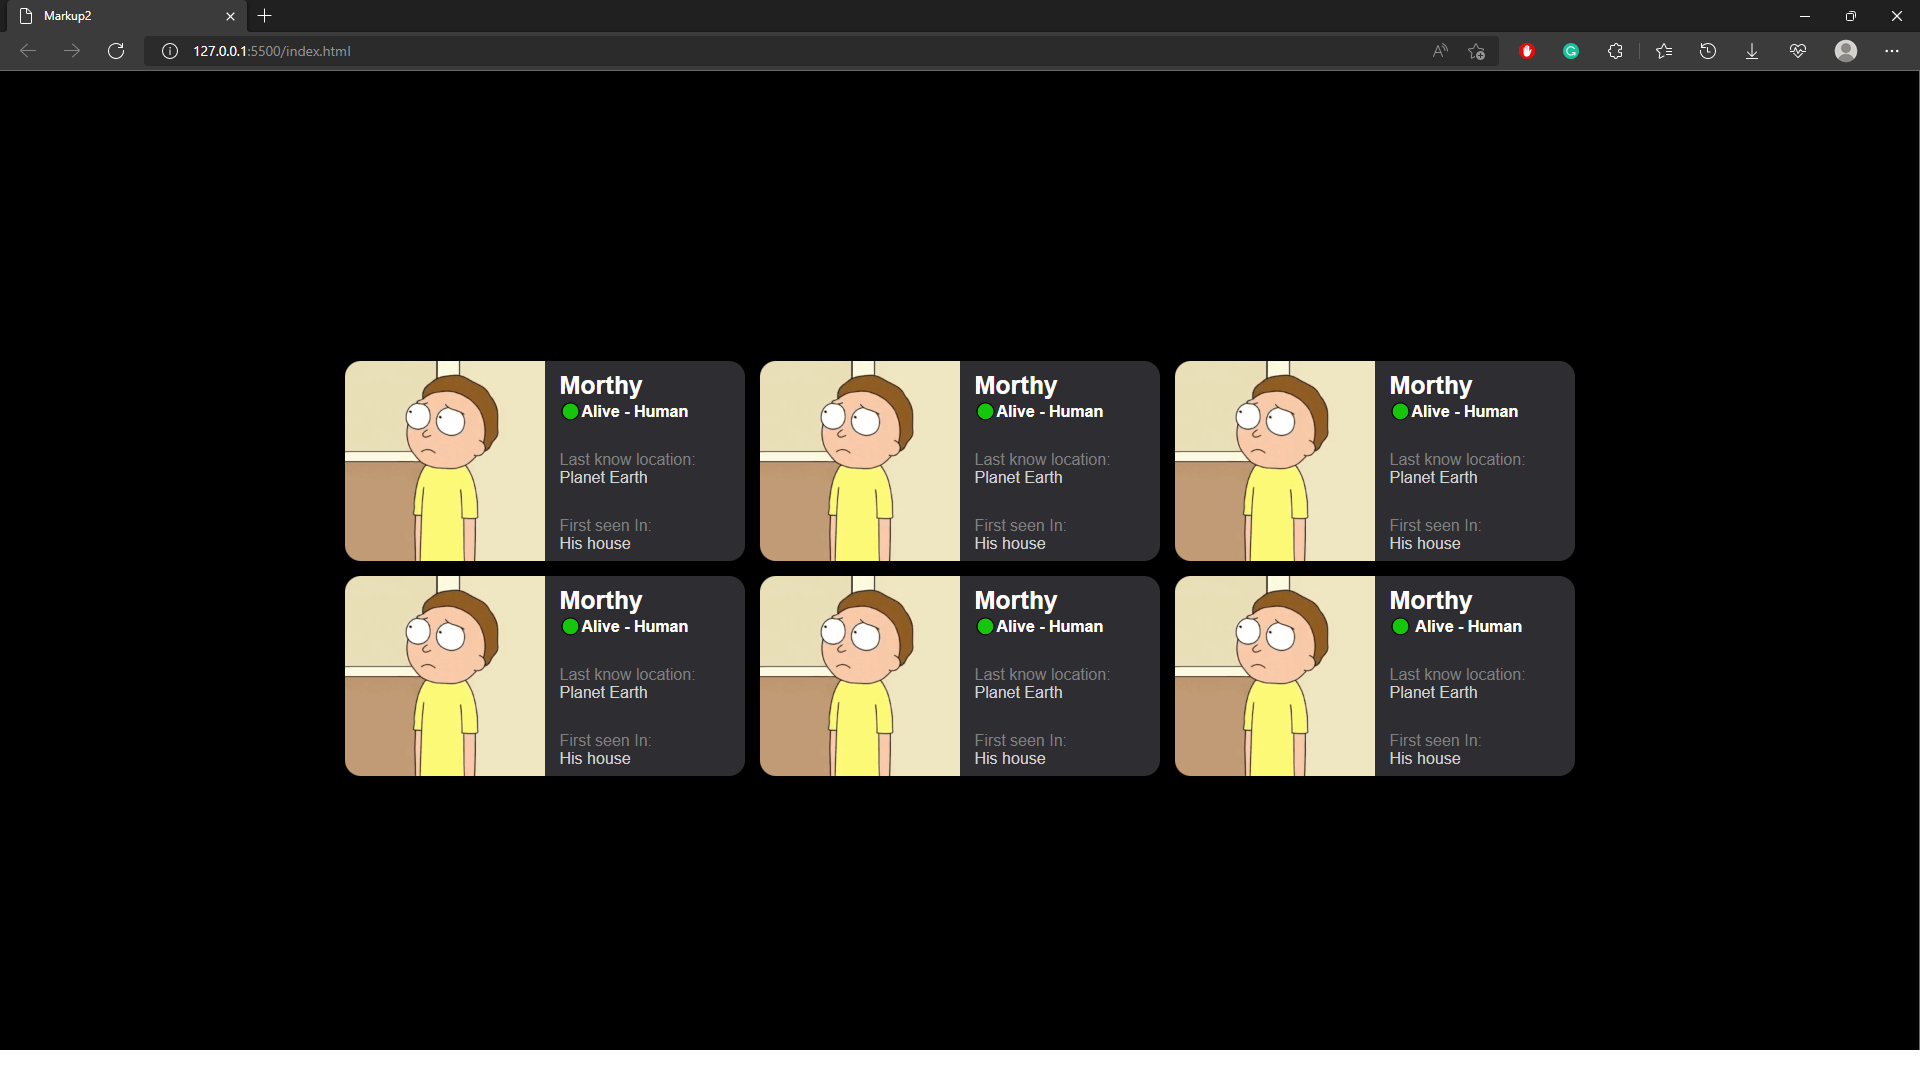 Markup2
127.0.0.1:5500/index.html
Morthy
Alive - Human
Last know location:
Planet Earth
First seen In:
His house
Morthy
Alive - Human
Last know location:
Planet Earth
First seen In:
His house
Morthy
Alive - Human
Last know location:
Planet Earth
First seen In:
His house
Morthy
Alive - Human
Last know location:
Planet Earth
First seen In:
His house
Morthy
Alive - Human
Last know location:
Planet Earth
First seen In:
His house
Morthy
Alive - Human
Last know location:
Planet Earth
First seen In:
His house